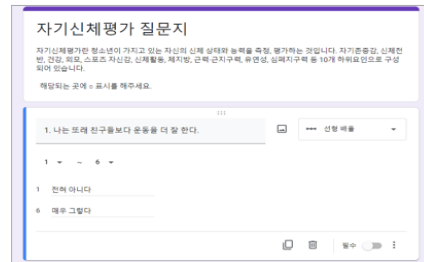 자기신체평가 질문지
자기신체평가란 청소년이 가지고 있는 자신의 신체 상태와 능력을 측정, 평가하는 것입니다. 자기존중감, 신체전
반, 건강, 외모, 스포츠 자신감, 신체활동, 체지방, 근력·근지구력, 유연성, 심폐지구력 등 10개 하위요인으로 구성
되어 있습니다.
해당되는 곳에 = 표시를 해주세요.
1. 나는 또래 친구들보다 운동을 더 잘 한다.
선형 배율
1 ~ 6
1 전혀 아니다
6 매우 그렇다
필수